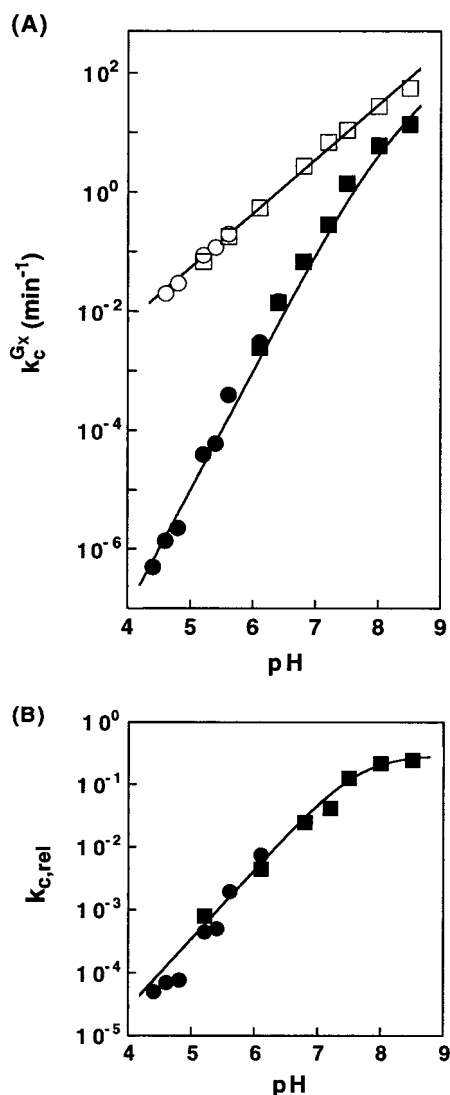 (A)
10²
10⁰
10⁻²
10⁻⁴
10⁻⁶
k_c^{Gx} (min⁻¹)
4 5 6 7 8 9
pH
(B)
10⁰
10⁻¹
10⁻²
10⁻³
10⁻⁴
10⁻⁵
k_{c,rel}
4 5 6 7 8 9
pH